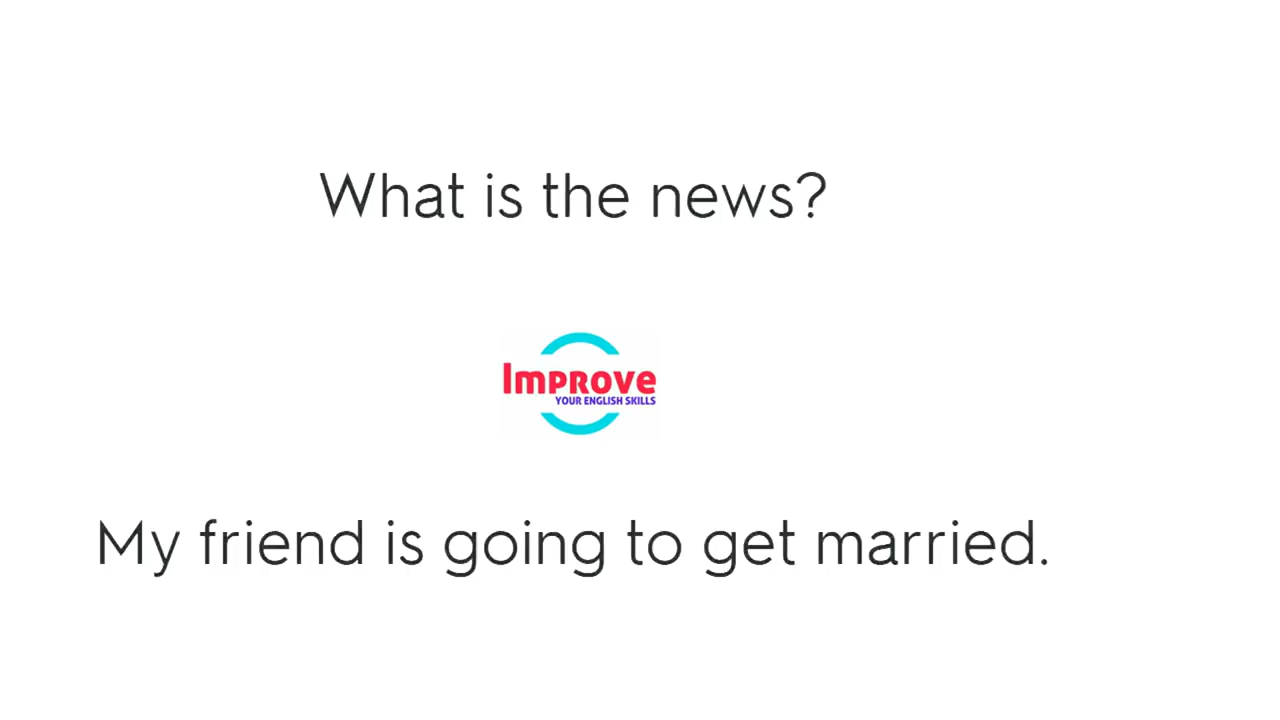 What is the news?
Improve
YOUR ENGLISH SKILLS
My friend is going to get married.